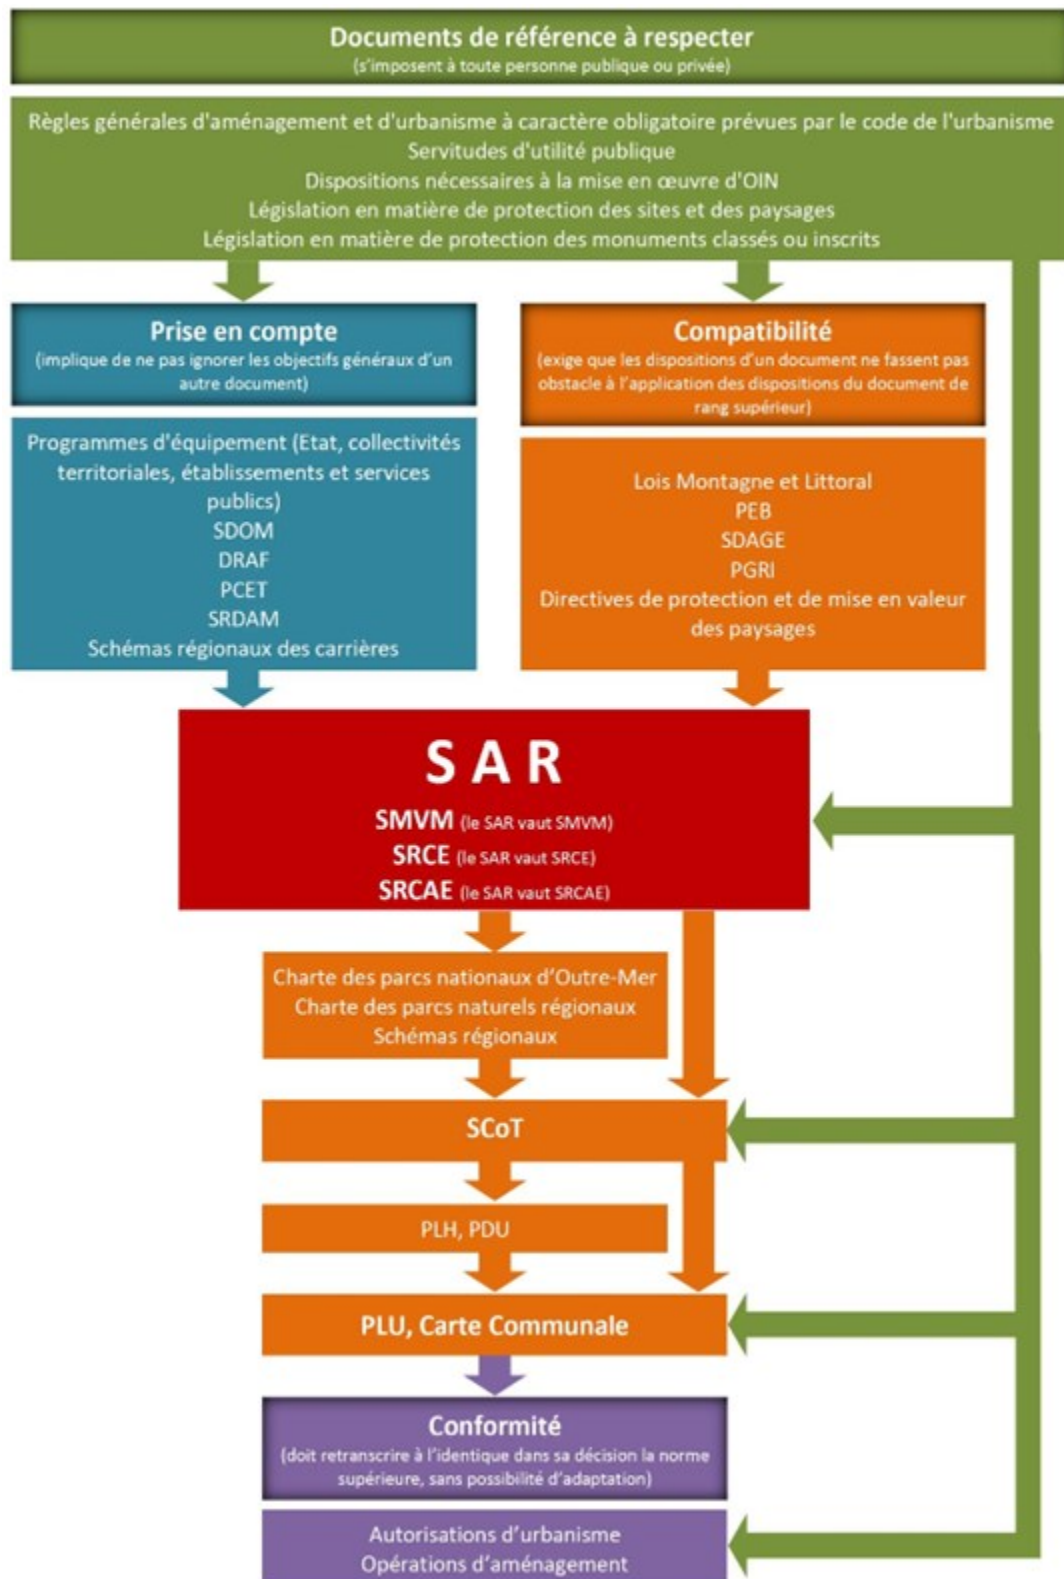 Documents de référence à respecter
(s'imposent à toute personne publique ou privée)
Règles générales d'aménagement et d'urbanisme à caractère obligatoire prévues par le code de l'urbanisme
Servitudes d'utilité publique
Dispositions nécessaires à la mise en œuvre d'OIN
Législation en matière de protection des sites et des paysages
Législation en matière de protection des monuments classés ou inscrits
Prise en compte
(implique de ne pas ignorer les objectifs généraux d'un
autre document)
Programmes d'équipement (Etat, collectivités
territoriales, établissements et services
publics)
SDOM
DRAF
PCET
SRDAM
Schémas régionaux des carrières
Compatibilité
(exige que les dispositions d'un document ne fassent pas
obstacle à l'application des dispositions du document de
rang supérieur)
Lois Montagne et Littoral
PEB
SDAGE
PGRI
Directives de protection et de mise en valeur
des paysages
S A R
SMVM (le SAR vaut SMVM)
SRCE (le SAR vaut SRCE)
SRCAE (le SAR vaut SRCAE)
Charte des parcs nationaux d'Outre-Mer
Charte des parcs naturels régionaux
Schémas régionaux
SCoT
PLH, PDU
PLU, Carte Communale
Conformité
(doit retranscrire à l'identique dans sa décision la norme
supérieure, sans possibilité d'adaptation)
Autorisations d'urbanisme
Opérations d'aménagement